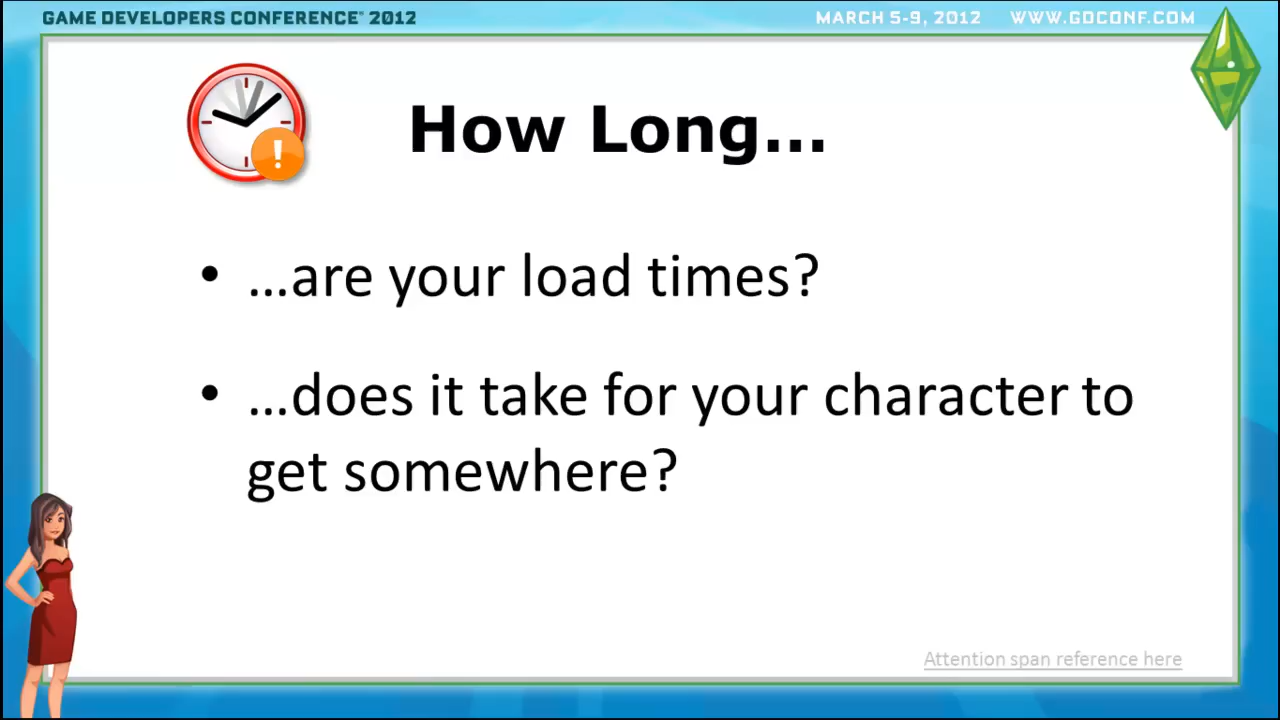 GAME DEVELOPERS CONFERENCE® 2012
MARCH 5-9, 2012 WWW.GDCONF.COM
How Long...
• ...are your load times?
• ...does it take for your character to
get somewhere?
Attention span reference here